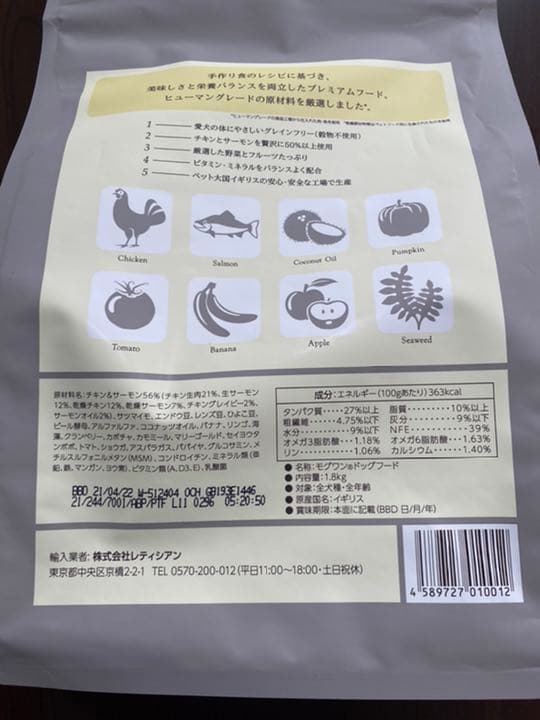 手作り食のレシピに基づき、
美味しさと栄養バランスを両立したプレミアムフード。
ヒューマングレードの原材料を厳選しました*。
1 愛犬の体にやさしいグレインフリー(穀物不使用)
2 チキンとサーモンを贅沢に50%以上使用
3 厳選した野菜とフルーツたっぷり
4 ビタミン・ミネラルをバランスよく配合
5 ペット大国イギリスの安心・安全な工場で生産
Chicken
Salmon
Coconut Oil
Pumpkin
Tomato
Banana
Apple
Seaweed
原材料名:チキン&サーモン56%(チキン生肉21%、生サーモン
12%、乾燥チキン12%、乾燥サーモン7%、チキングレイビー2%、
サーモンオイル2%)、サツマイモ、エンドウ豆、レンズ豆、ひよこ豆、
ビール酵母、アルファルファ、ココナッツオイル、バナナ、リンゴ、海
藻、クランベリー、カボチャ、カモミール、マリーゴールド、セイヨウタ
ンポポ、トマト、ショウガ、アスパラガス、パパイヤ、グルコサミン、メ
チルスルフォニルメタン(MSM)、コンドロイチン、ミネラル類(亜
鉛、鉄、マンガン、ヨウ素)、ビタミン類(A、D3、E)、乳酸菌
BBD 21/04/22 W-512404 OCH GB193E1446
21/244/7001/ABP/PTF L11 0296 05:20:50
成分:エネルギー(100gあたり)363kcal
タンパク質‥‥‥27%以上 脂質‥‥‥‥‥10%以上
粗繊維‥‥‥‥4.75%以下 灰分‥‥‥‥‥‥9%以下
水分‥‥‥‥‥‥9%以下 NFE‥‥‥‥‥‥‥39%
オメガ3脂肪酸‥‥1.18% オメガ6脂肪酸‥‥1.63%
リン‥‥‥‥‥‥1.06% カルシウム‥‥‥‥1.40%
● 名称:モグワン®ドッグフード
● 内容量:1.8kg
● 対象:全犬種・全年齢
● 原産国名:イギリス
● 賞味期限:本面に記載(BBD 日/月/年)
輸入業者: 株式会社レティシアン
東京都中央区京橋2-2-1 TEL 0570-200-012(平日11:00〜18:00・土日祝休)
4 589727 010012